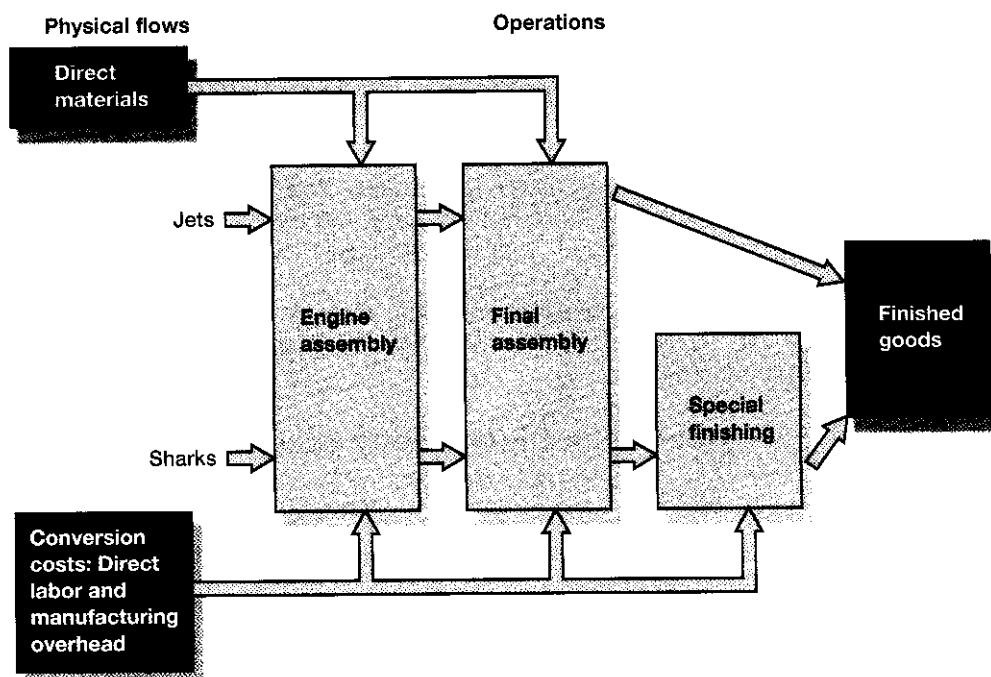 Physical flows
Operations
Direct
materials
Jets
Engine
assembly
Final
assembly
Finished
goods
Special
finishing
Sharks
Conversion
costs: Direct
labor and
manufacturing
overhead